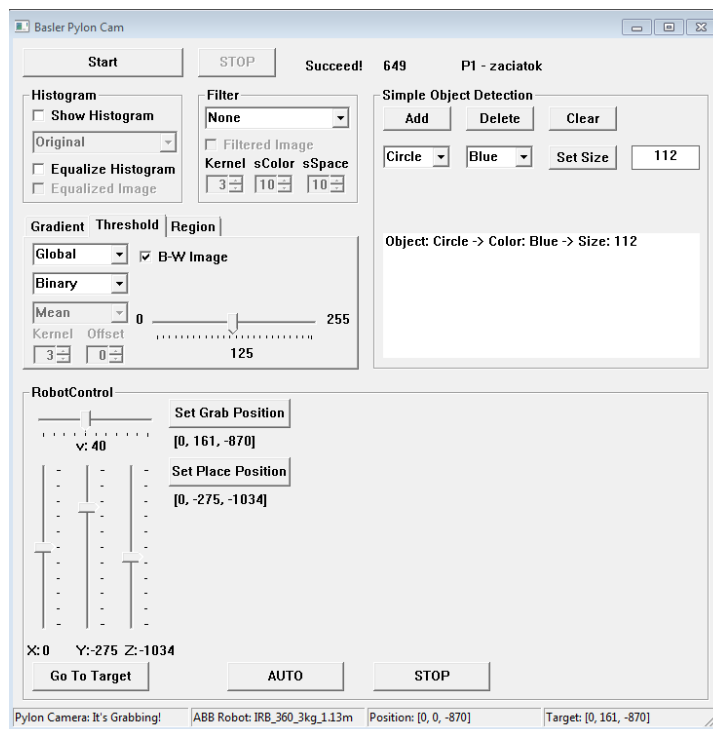 Basler Pylon Cam
Start STOP Succeed! 649 P1 - zaciatok
Histogram
Show Histogram
Original
Equalize Histogram
Equalized Image
Filter
None
Filtered Image
Kernel sColor sSpace
3 10 10
Simple Object Detection
Add Delete Clear
Circle Blue Set Size 112
Object: Circle -> Color: Blue -> Size: 112
Gradient Threshold Region
Global B-W Image
Binary
Mean
Kernel Offset
3 0
0 255
125
RobotControl
v: 40
Set Grab Position
[0, 161, -870]
Set Place Position
[0, -275, -1034]
X:0 Y:-275 Z:-1034
Go To Target AUTO STOP
Pylon Camera: It's Grabbing! ABB Robot: IRB_360_3kg_1.13m Position: [0, 0, -870] Target: [0, 161, -870]